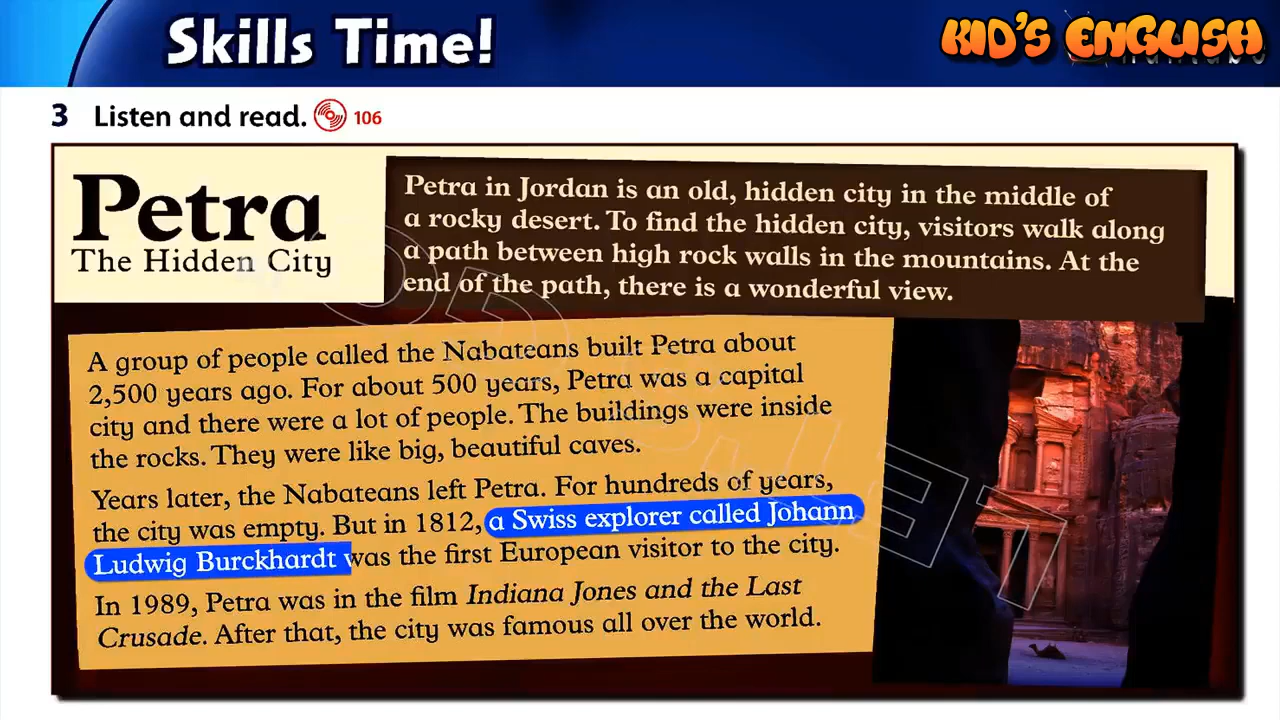 Skills Time!
KID'S ENGLISH
3 Listen and read. 106
Petra
The Hidden City
Petra in Jordan is an old, hidden city in the middle of
a rocky desert. To find the hidden city, visitors walk along
a path between high rock walls in the mountains. At the
end of the path, there is a wonderful view.
A group of people called the Nabateans built Petra about
2,500 years ago. For about 500 years, Petra was a capital
city and there were a lot of people. The buildings were inside
the rocks. They were like big, beautiful caves.
Years later, the Nabateans left Petra. For hundreds of years,
the city was empty. But in 1812, a Swiss explorer called Johann
Ludwig Burckhardt was the first European visitor to the city.
In 1989, Petra was in the film Indiana Jones and the Last
Crusade. After that, the city was famous all over the world.